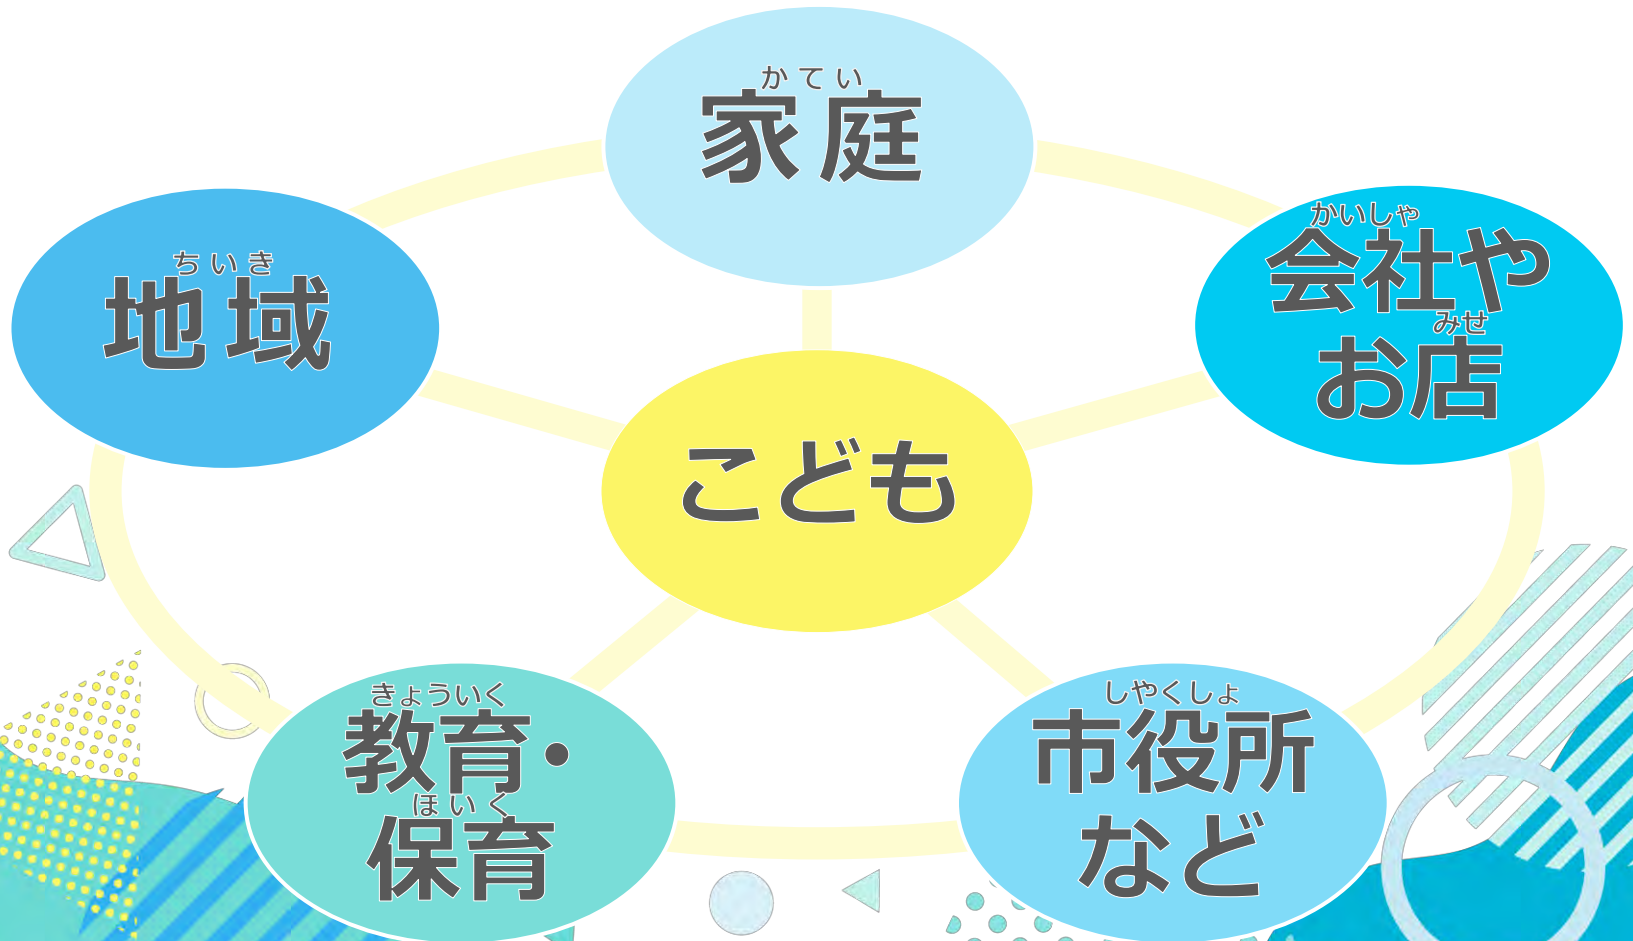 かてい
家庭
ちいき
地域
かいしゃ
会社や
みせ
お店
こども
きょういく
教育・
ほいく
保育
しやくしょ
市役所
など